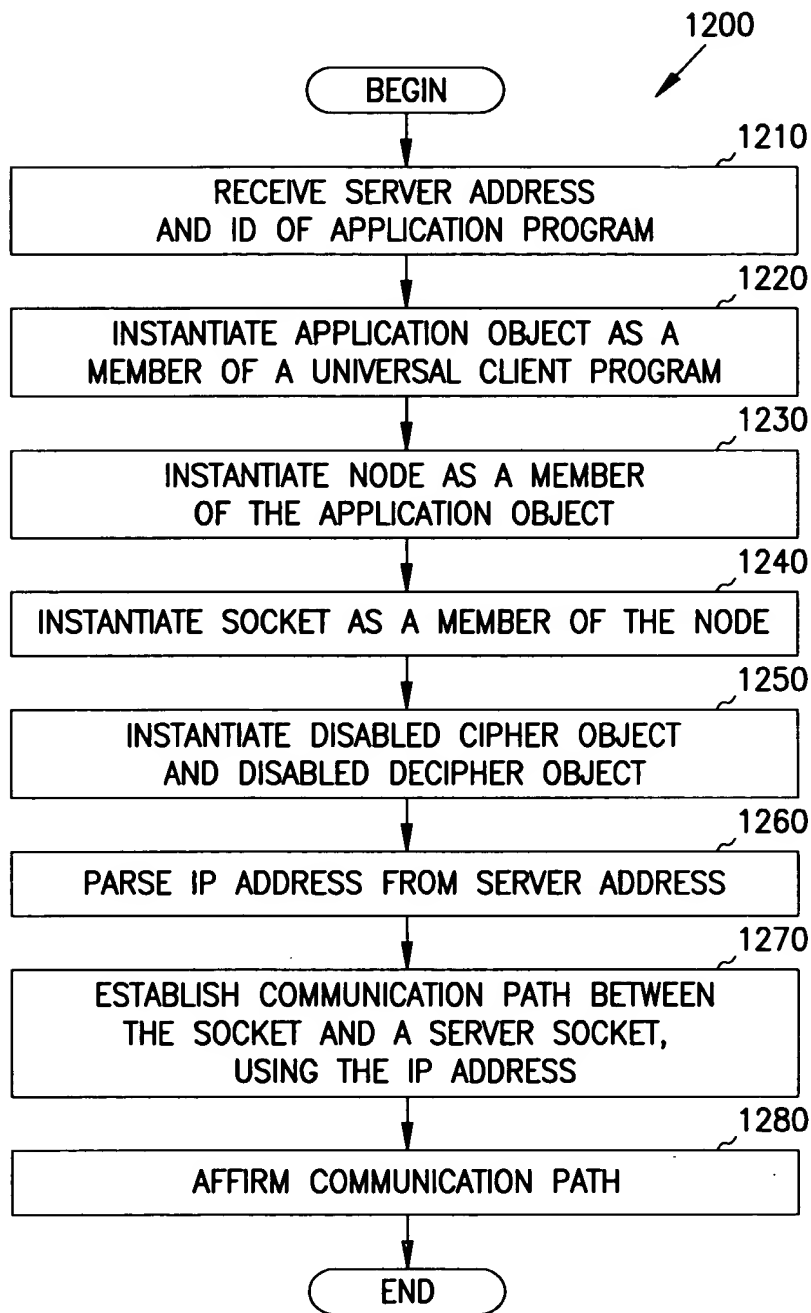 1200
BEGIN
1210
RECEIVE SERVER ADDRESS
AND ID OF APPLICATION PROGRAM
1220
INSTANTIATE APPLICATION OBJECT AS A
MEMBER OF A UNIVERSAL CLIENT PROGRAM
1230
INSTANTIATE NODE AS A MEMBER
OF THE APPLICATION OBJECT
1240
INSTANTIATE SOCKET AS A MEMBER OF THE NODE
1250
INSTANTIATE DISABLED CIPHER OBJECT
AND DISABLED DECIPHER OBJECT
1260
PARSE IP ADDRESS FROM SERVER ADDRESS
1270
ESTABLISH COMMUNICATION PATH BETWEEN
THE SOCKET AND A SERVER SOCKET,
USING THE IP ADDRESS
1280
AFFIRM COMMUNICATION PATH
END